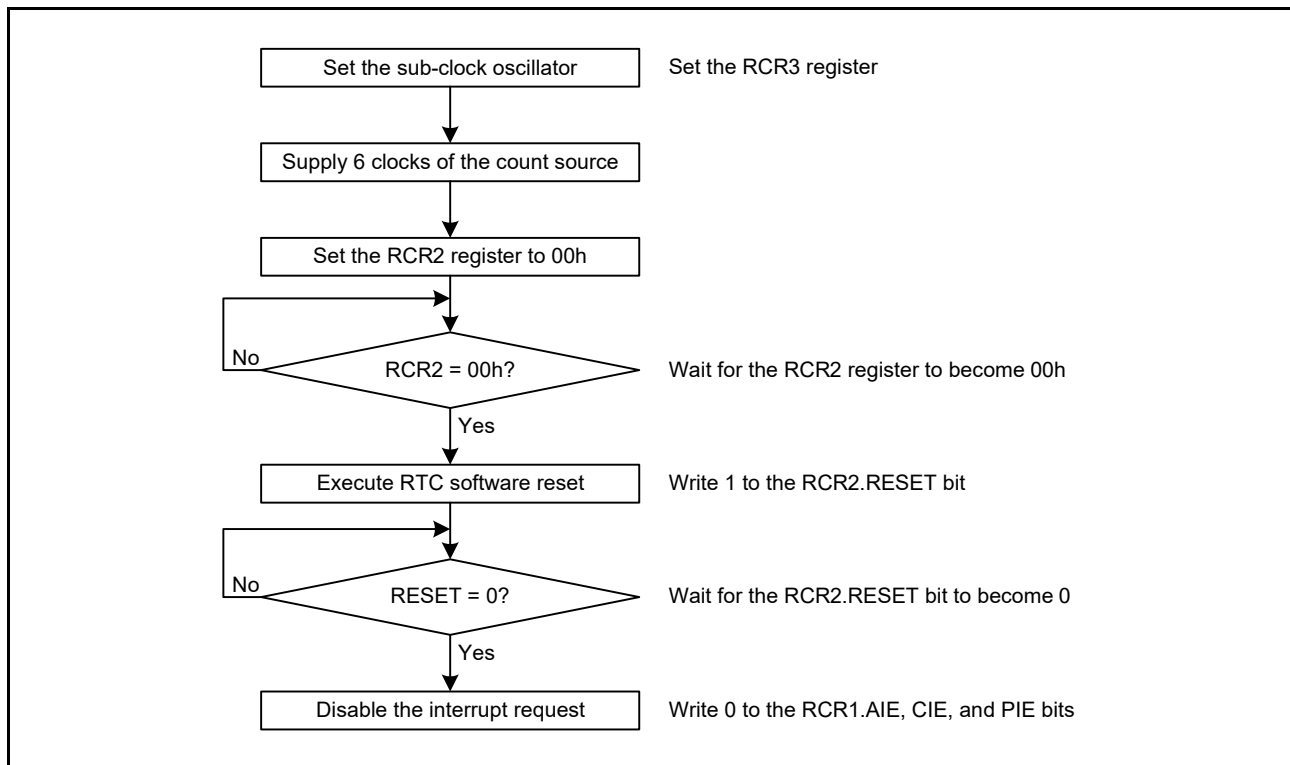 Set the sub-clock oscillator Set the RCR3 register
Supply 6 clocks of the count source
Set the RCR2 register to 00h
No RCR2 = 00h? Wait for the RCR2 register to become 00h
Yes
Execute RTC software reset Write 1 to the RCR2.RESET bit
No RESET = 0? Wait for the RCR2.RESET bit to become 0
Yes
Disable the interrupt request Write 0 to the RCR1.AIE, CIE, and PIE bits